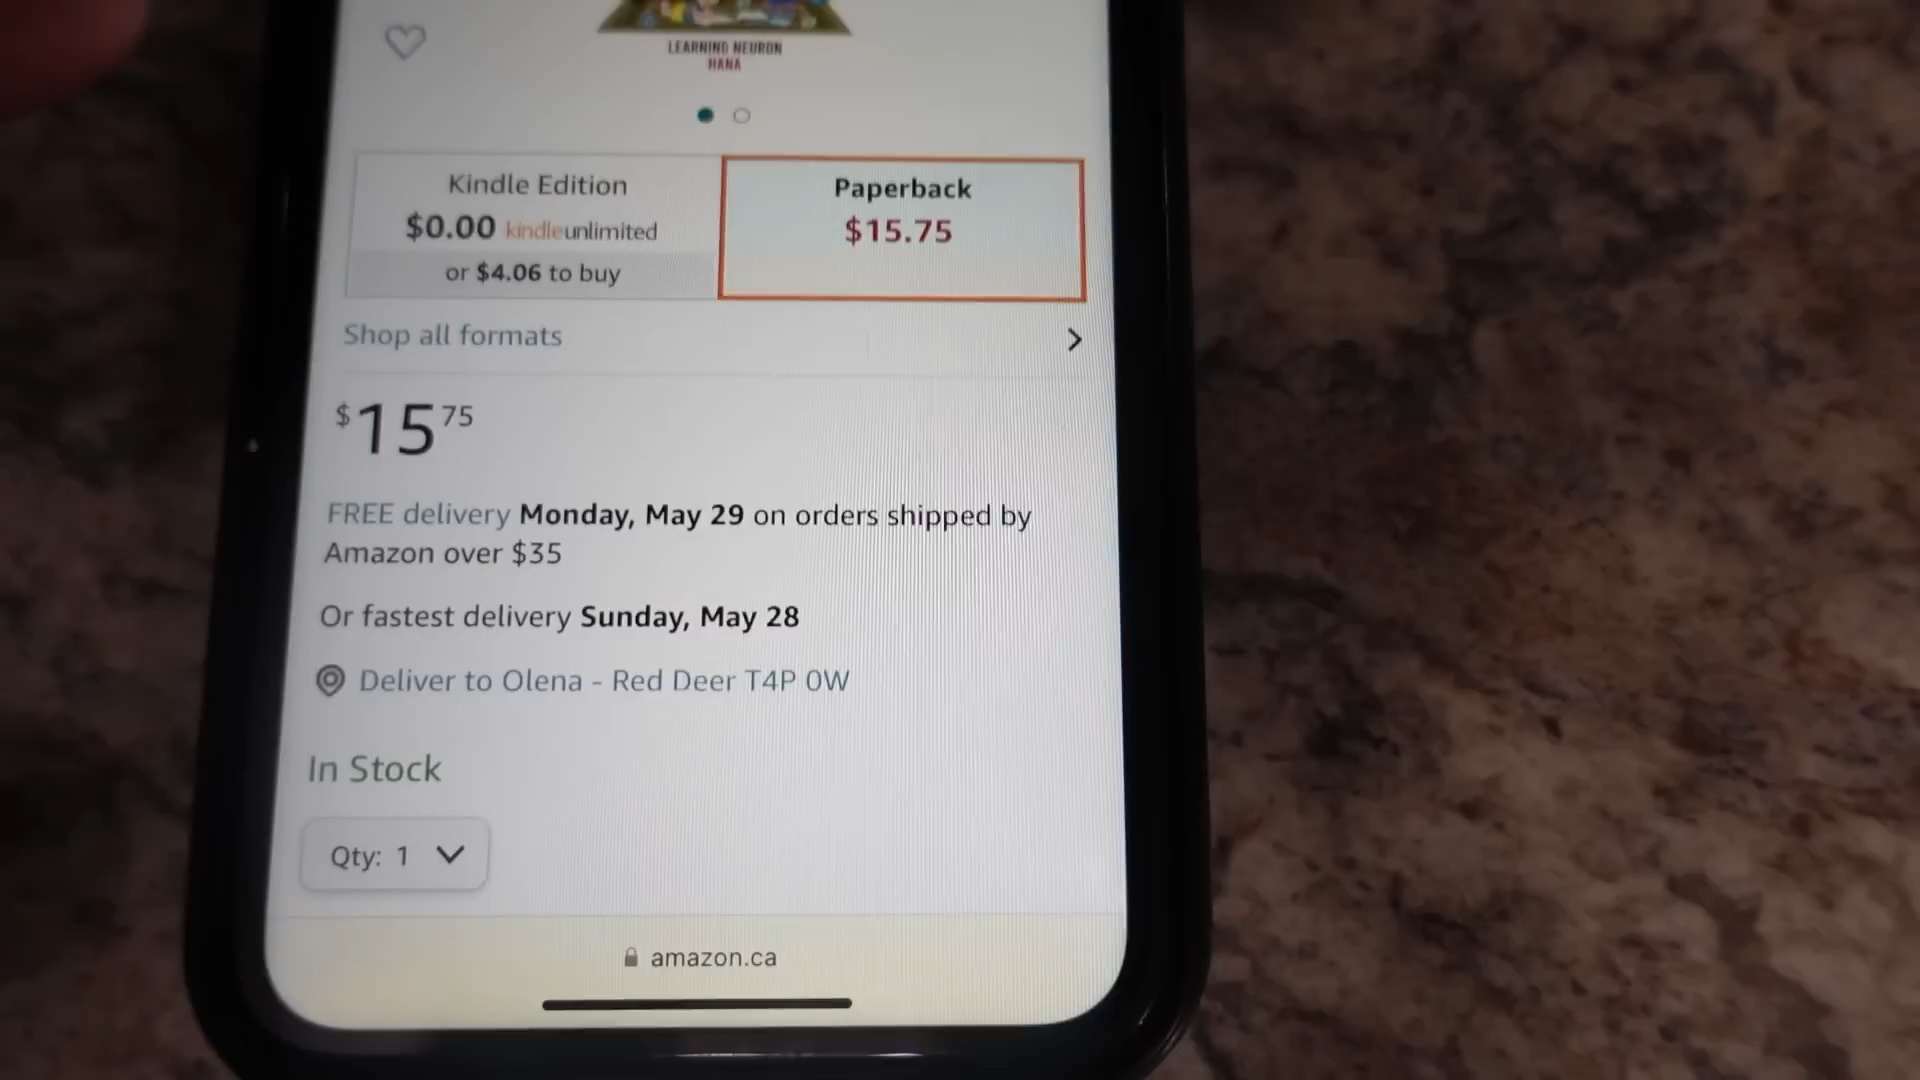 LEARNING NEURON
HANA
Kindle Edition
$0.00 kindleunlimited
or $4.06 to buy
Paperback
$15.75
Shop all formats
$15 75
FREE delivery Monday, May 29 on orders shipped by
Amazon over $35
Or fastest delivery Sunday, May 28
Deliver to Olena - Red Deer T4P 0W
In Stock
Qty: 1
amazon.ca